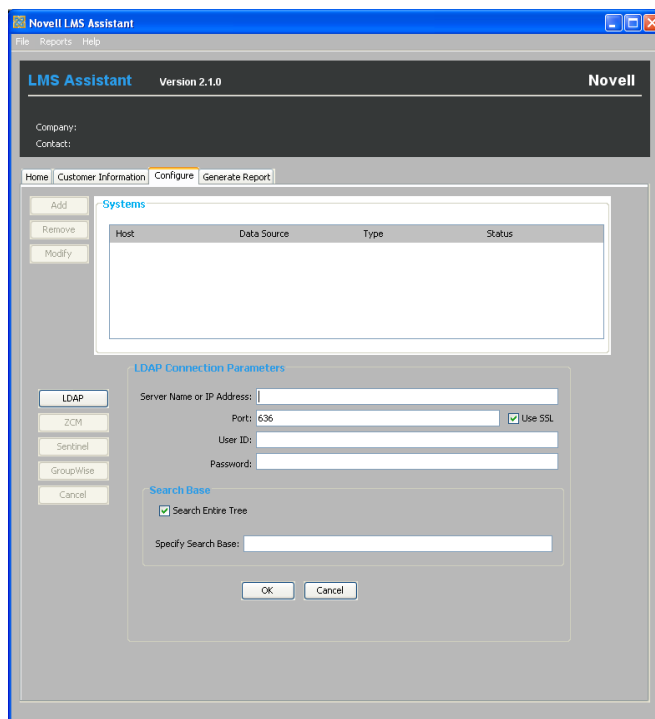 Novell LMS Assistant
File Reports Help
LMS Assistant Version 2.1.0 Novell
Company:
Contact:
Home Customer Information Configure Generate Report
Add
Remove
Modify
Systems
Host Data Source Type Status
LDAP
ZCM
Sentinel
GroupWise
Cancel
LDAP Connection Parameters
Server Name or IP Address:
Port: 636 Use SSL
User ID:
Password:
Search Base
Search Entire Tree
Specify Search Base:
OK Cancel